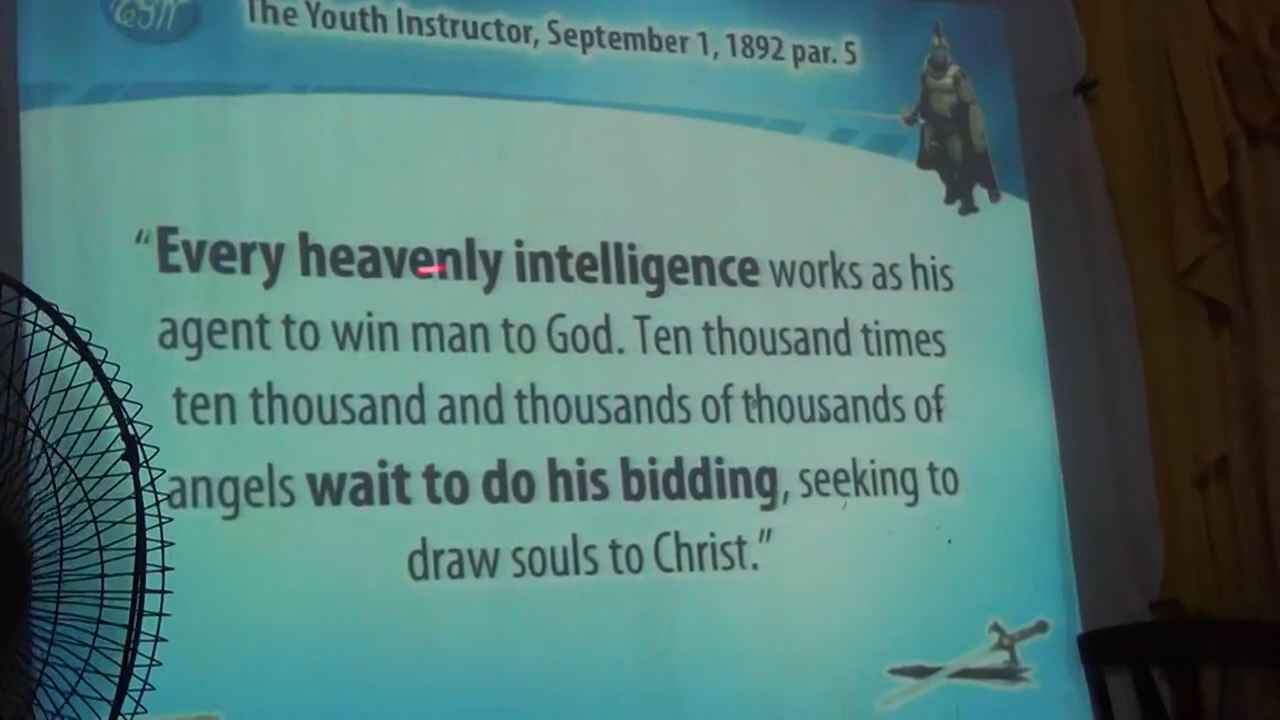 The Youth Instructor, September 1, 1892 par. 5
“Every heavenly intelligence works as his
agent to win man to God. Ten thousand times
ten thousand and thousands of thousands of
angels wait to do his bidding, seeking to
draw souls to Christ.”